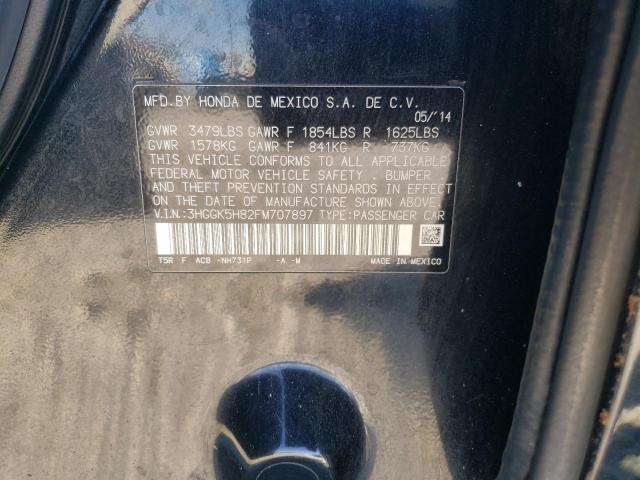 MFD.BY HONDA DE MEXICO S.A. DE C.V.
05/'14
GVWR 3479LBS GAWR F 1854LBS R 1625LBS
GVWR 1578KG GAWR F 841KG R 737KG
THIS VEHICLE CONFORMS TO ALL APPLICABLE
FEDERAL MOTOR VEHICLE SAFETY , BUMPER
AND THEFT PREVENTION STANDARDS IN EFFECT
ON THE DATE OF MANUFACTURE SHOWN ABOVE.
V.I.N.:3HGGK5H82FM707897 TYPE:PASSENGER CAR
T5R F AC8 -NH731P -A -M MADE IN MEXICO